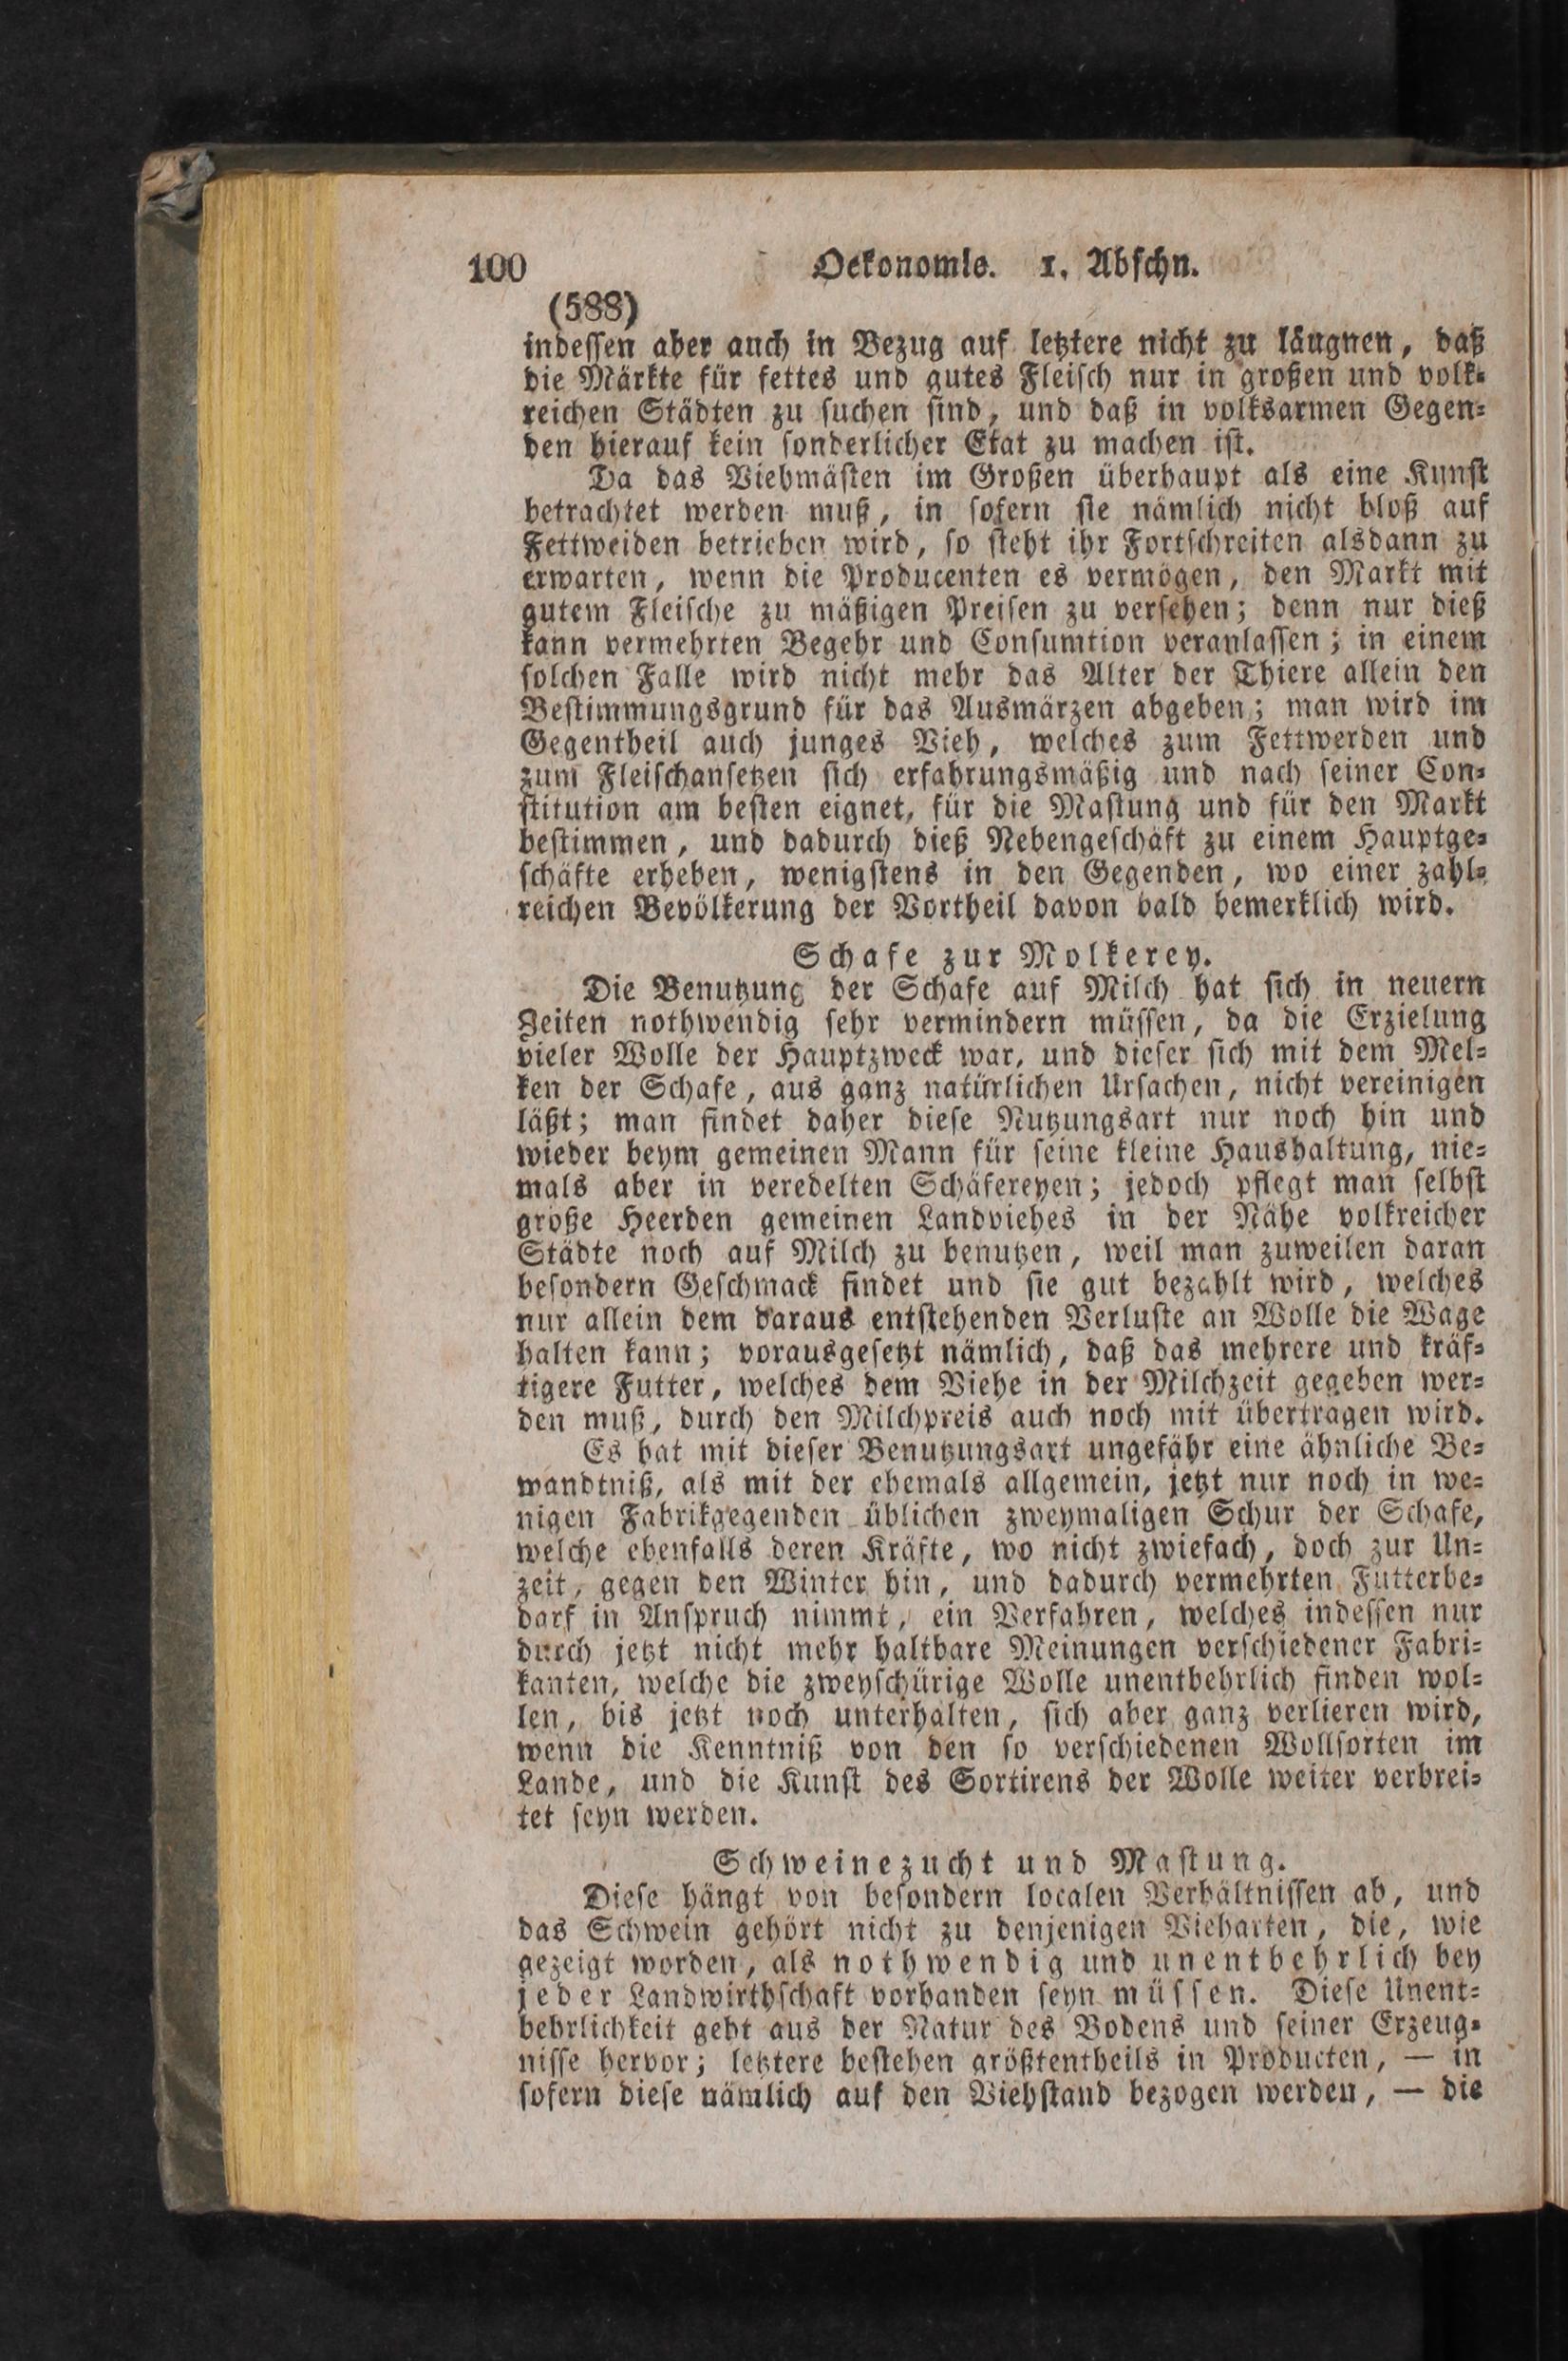 100 Oekonomie. 1. Abschn.
(588)
indessen aber auch in Bezug auf letztere nicht zu läugnen, daß
die Märkte für fettes und gutes Fleisch nur in großen und volk-
reichen Städten zu suchen sind, und daß in volksarmen Gegen-
den hierauf kein sonderlicher Etat zu machen ist.
Da das Viehmästen im Großen überhaupt als eine Kunst
betrachtet werden muß, in sofern sie nämlich nicht bloß auf
Fettweiden betrieben wird, so steht ihr Fortschreiten alsdann zu
erwarten, wenn die Producenten es vermögen, den Markt mit
gutem Fleische zu mäßigen Preisen zu versehen; denn nur dieß
kann vermehrten Begehr und Consumtion veranlassen; in einem
solchen Falle wird nicht mehr das Alter der Thiere allein den
Bestimmungsgrund für das Ausmärzen abgeben; man wird im
Gegentheil auch junges Vieh, welches zum Fettwerden und
zum Fleischansetzen sich erfahrungsmäßig und nach seiner Con-
stitution am besten eignet, für die Mastung und für den Markt
bestimmen, und dadurch dieß Nebengeschäft zu einem Hauptge-
schäfte erheben, wenigstens in den Gegenden, wo einer zahl-
reichen Bevölkerung der Vortheil davon bald bemerklich wird.
Schafe zur Molkerey.
Die Benutzung der Schafe auf Milch hat sich in neuern
Zeiten nothwendig sehr vermindern müssen, da die Erzielung
vieler Wolle der Hauptzweck war, und dieser sich mit dem Mel-
ken der Schafe, aus ganz natürlichen Ursachen, nicht vereinigen
läßt; man findet daher diese Nutzungsart nur noch hin und
wieder beym gemeinen Mann für seine kleine Haushaltung, nie-
mals aber in veredelten Schäfereyen; jedoch pflegt man selbst
große Heerden gemeinen Landviehes in der Nähe volkreicher
Städte noch auf Milch zu benutzen, weil man zuweilen daran
besondern Geschmack findet und sie gut bezahlt wird, welches
nur allein dem daraus entstehenden Verluste an Wolle die Wage
halten kann; vorausgesetzt nämlich, daß das mehrere und kräf-
tigere Futter, welches dem Viehe in der Milchzeit gegeben wer-
den muß, durch den Milchpreis auch noch mit übertragen wird.
Es hat mit dieser Benutzungsart ungefähr eine ähnliche Be-
wandtniß, als mit der ehemals allgemein, jetzt nur noch in we-
nigen Fabrikgegenden üblichen zweymaligen Schur der Schafe,
welche ebenfalls deren Kräfte, wo nicht zwiefach, doch zur Un-
zeit, gegen den Winter hin, und dadurch vermehrten Futterbe-
darf in Anspruch nimmt, ein Verfahren, welches indessen nur
durch jetzt nicht mehr haltbare Meinungen verschiedener Fabri-
kanten, welche die zweyschürige Wolle unentbehrlich finden wol-
len, bis jetzt noch unterhalten, sich aber ganz verlieren wird,
wenn die Kenntniß von den so verschiedenen Wollsorten im
Lande, und die Kunst des Sortirens der Wolle weiter verbrei-
tet seyn werden.
Schweinezucht und Mastung.
Diese hängt von besondern localen Verhältnissen ab, und
das Schwein gehört nicht zu denjenigen Vieharten, die, wie
gezeigt worden, als nothwendig und unentbehrlich bey
jeder Landwirthschaft vorhanden seyn müssen. Diese Unent-
behrlichkeit geht aus der Natur des Bodens und seiner Erzeug-
nisse hervor; letztere bestehen größtentheils in Producten, — in
sofern diese nämlich auf den Viehstand bezogen werden, — die